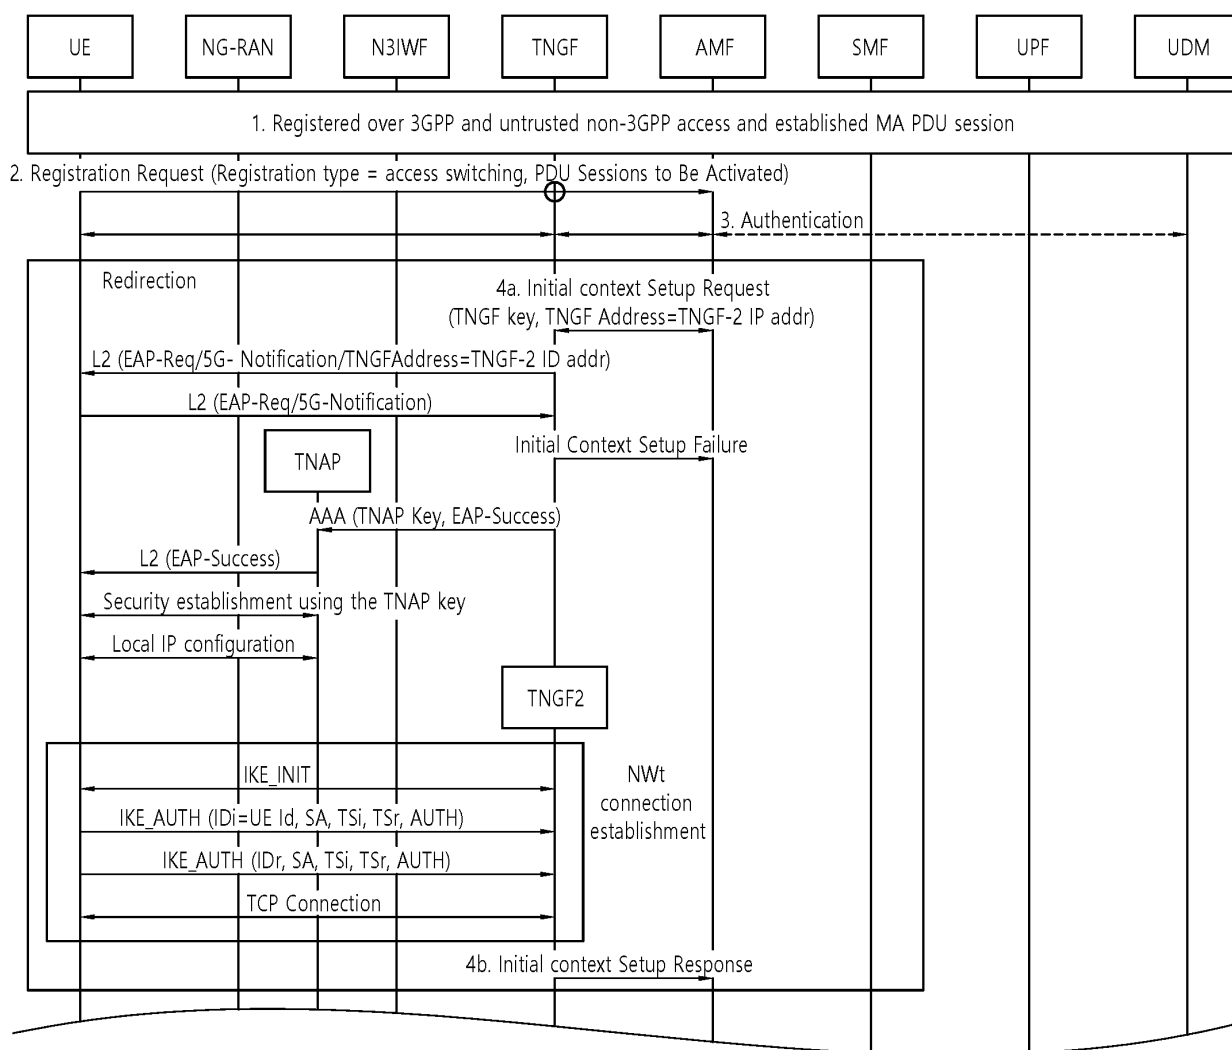 UE NG-RAN N3IWF TNGF AMF SMF UPF UDM
1. Registered over 3GPP and untrusted non-3GPP access and established MA PDU session
2. Registration Request (Registration type = access switching, PDU Sessions to Be Activated)
3. Authentication
Redirection
4a. Initial context Setup Request
(TNGF key, TNGF Address=TNGF-2 IP addr)
L2 (EAP-Req/5G- Notification/TNGFAddress=TNGF-2 ID addr)
L2 (EAP-Req/5G-Notification)
Initial Context Setup Failure
TNAP
AAA (TNAP Key, EAP-Success)
L2 (EAP-Success)
Security establishment using the TNAP key
Local IP configuration
TNGF2
IKE_INIT
NWt
connection
establishment
IKE_AUTH (IDi=UE Id, SA, TSi, TSr, AUTH)
IKE_AUTH (IDr, SA, TSi, TSr, AUTH)
TCP Connection
4b. Initial context Setup Response